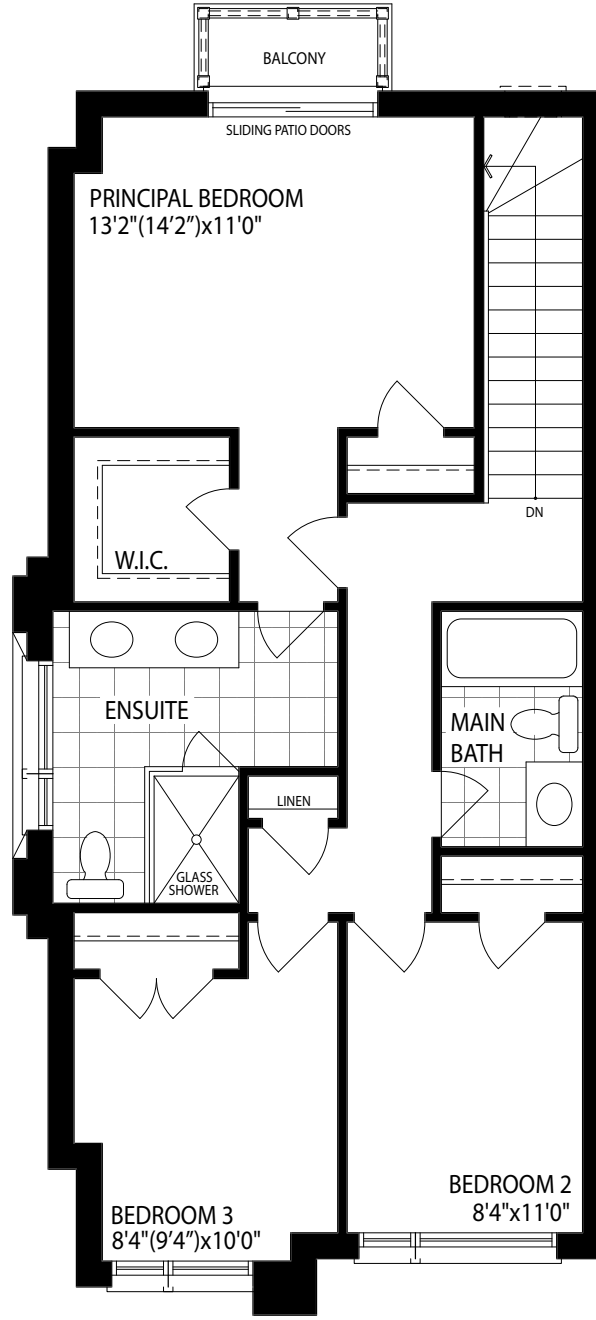 BALCONY
SLIDING PATIO DOORS
PRINCIPAL BEDROOM
13'2"(14'2")x11'0"
DN
W.I.C.
ENSUITE
MAIN
BATH
LINEN
GLASS
SHOWER
BEDROOM 2
8'4"x11'0"
BEDROOM 3
8'4"(9'4")x10'0"